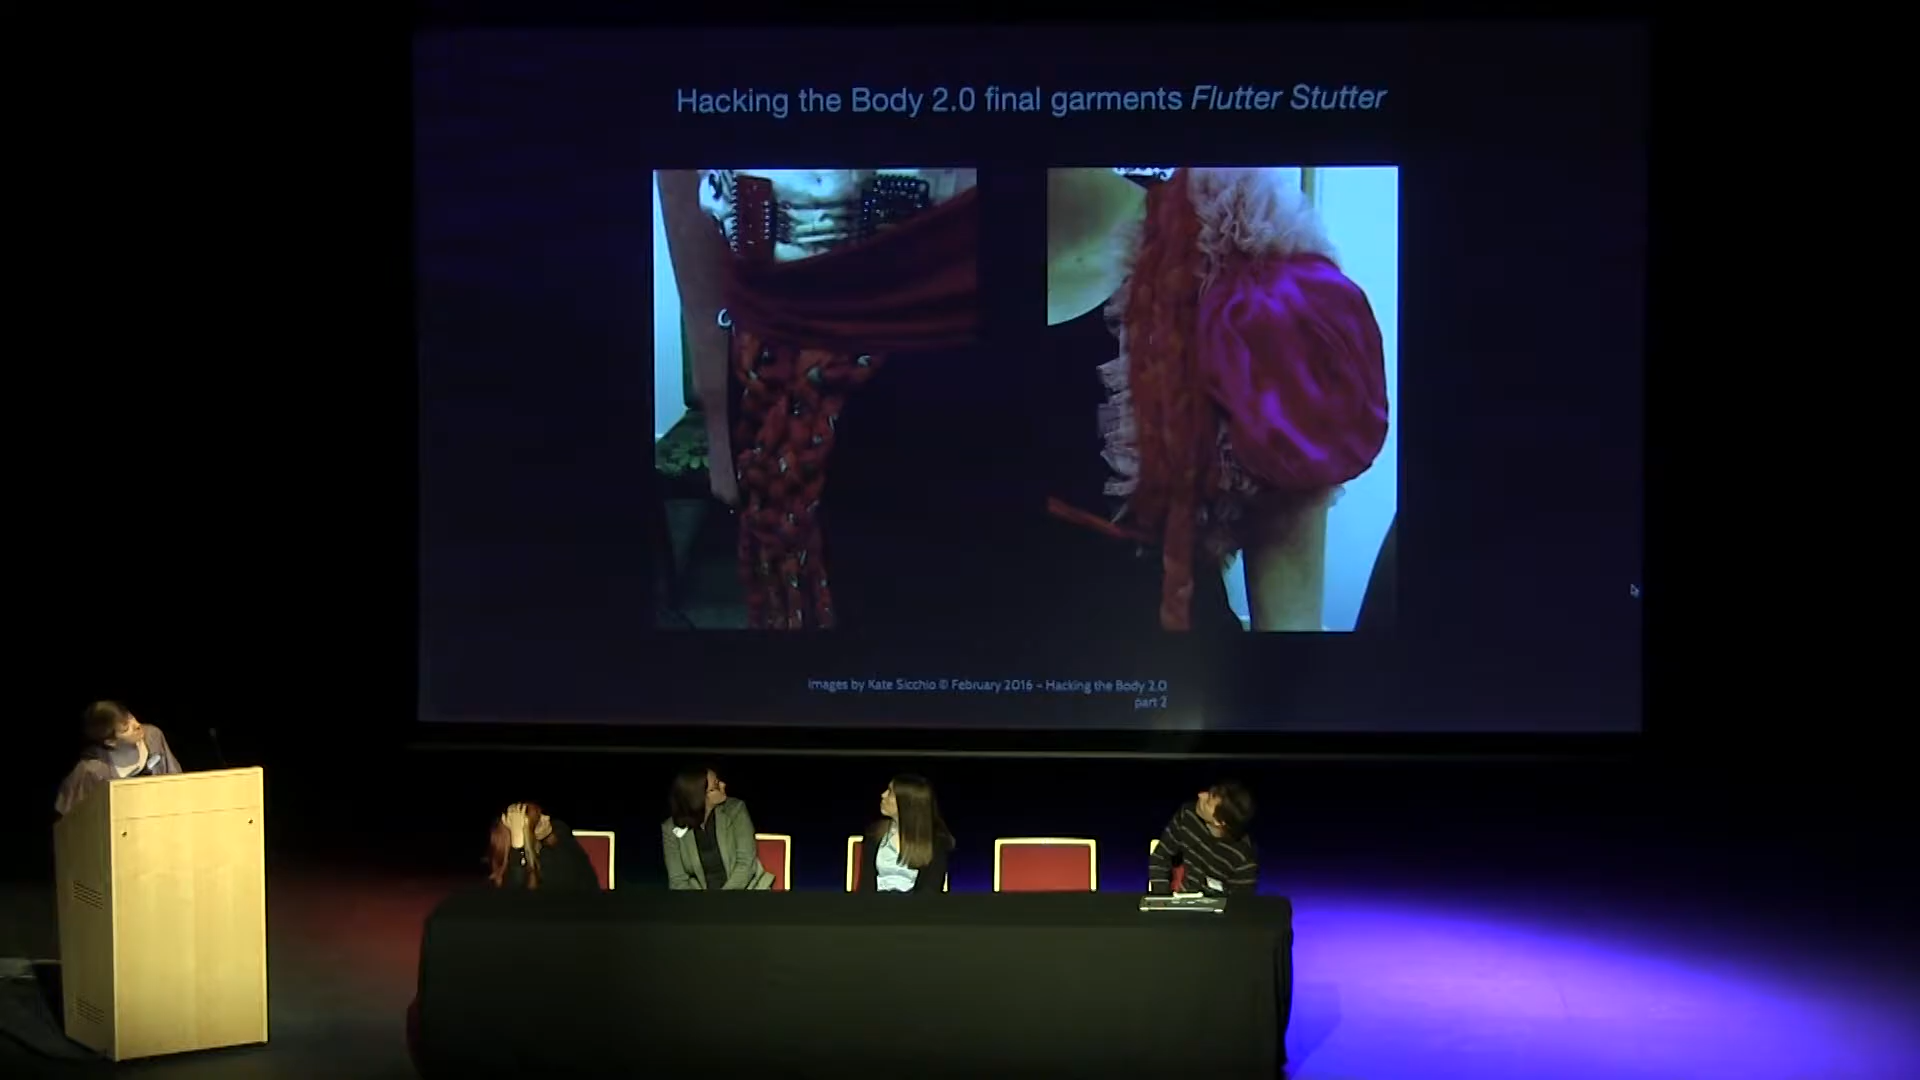 Hacking the Body 2.0 final garments Flutter Stutter
Images by Kate Sicchio © February 2016 – Hacking the Body 2.0
part 2